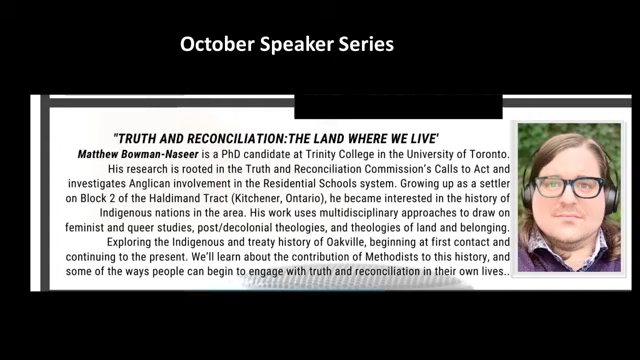 October Speaker Series
"TRUTH AND RECONCILIATION:THE LAND WHERE WE LIVE'
Matthew Bowman-Naseer is a PhD candidate at Trinity College in the University of Toronto.
His research is rooted in the Truth and Reconciliation Commission's Calls to Act and
investigates Anglican involvement in the Residential Schools system. Growing up as a settler
on Block 2 of the Haldimand Tract (Kitchener, Ontario), he became interested in the history of
Indigenous nations in the area. His work uses multidisciplinary approaches to draw on
feminist and queer studies, post/decolonial theologies, and theologies of land and belonging.
Exploring the Indigenous and treaty history of Oakville, beginning at first contact and
continuing to the present. We'll learn about the contribution of Methodists to this history, and
some of the ways people can begin to engage with truth and reconciliation in their own lives..